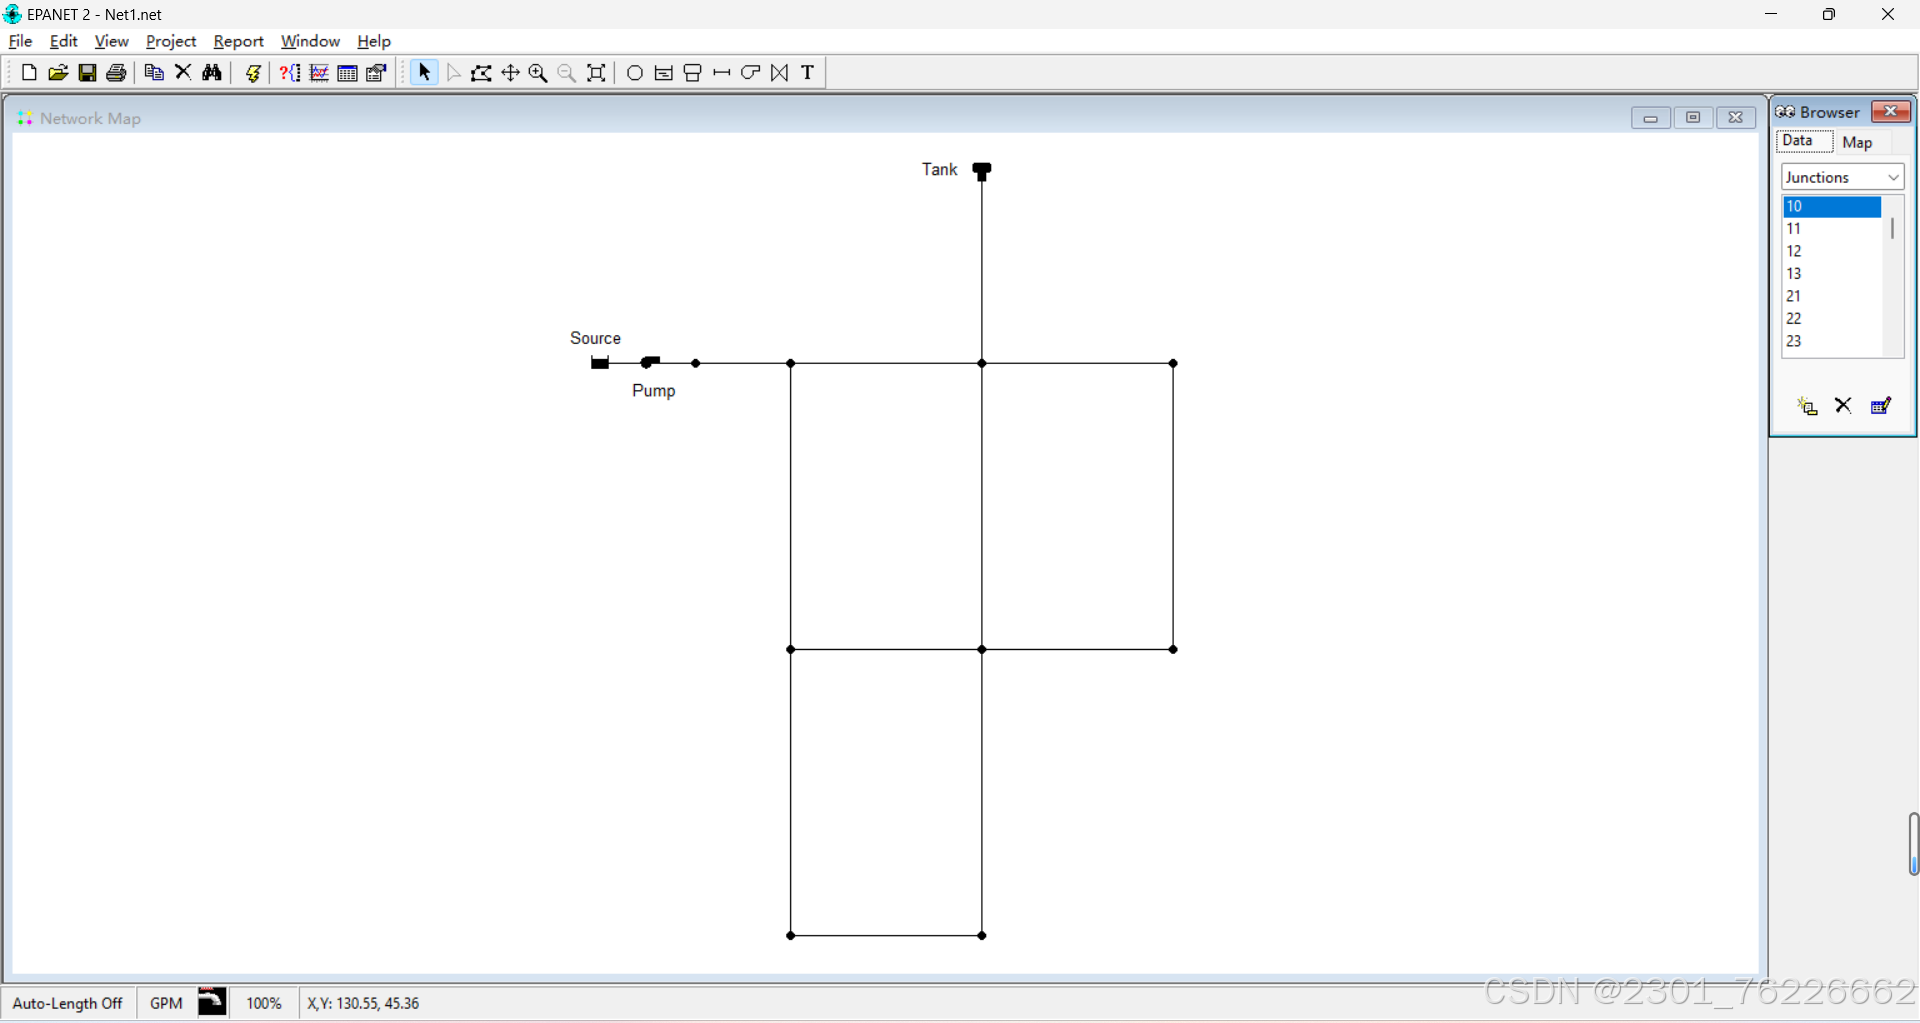 EPANET 2 - Net1.net
File Edit View Project Report Window Help
Network Map
Browser
Data Map
Junctions
10
11
12
13
21
22
23
Tank
Source
Pump
Auto-Length Off GPM 100% X,Y: 130.55, 45.36
CSDN @2301_76226662